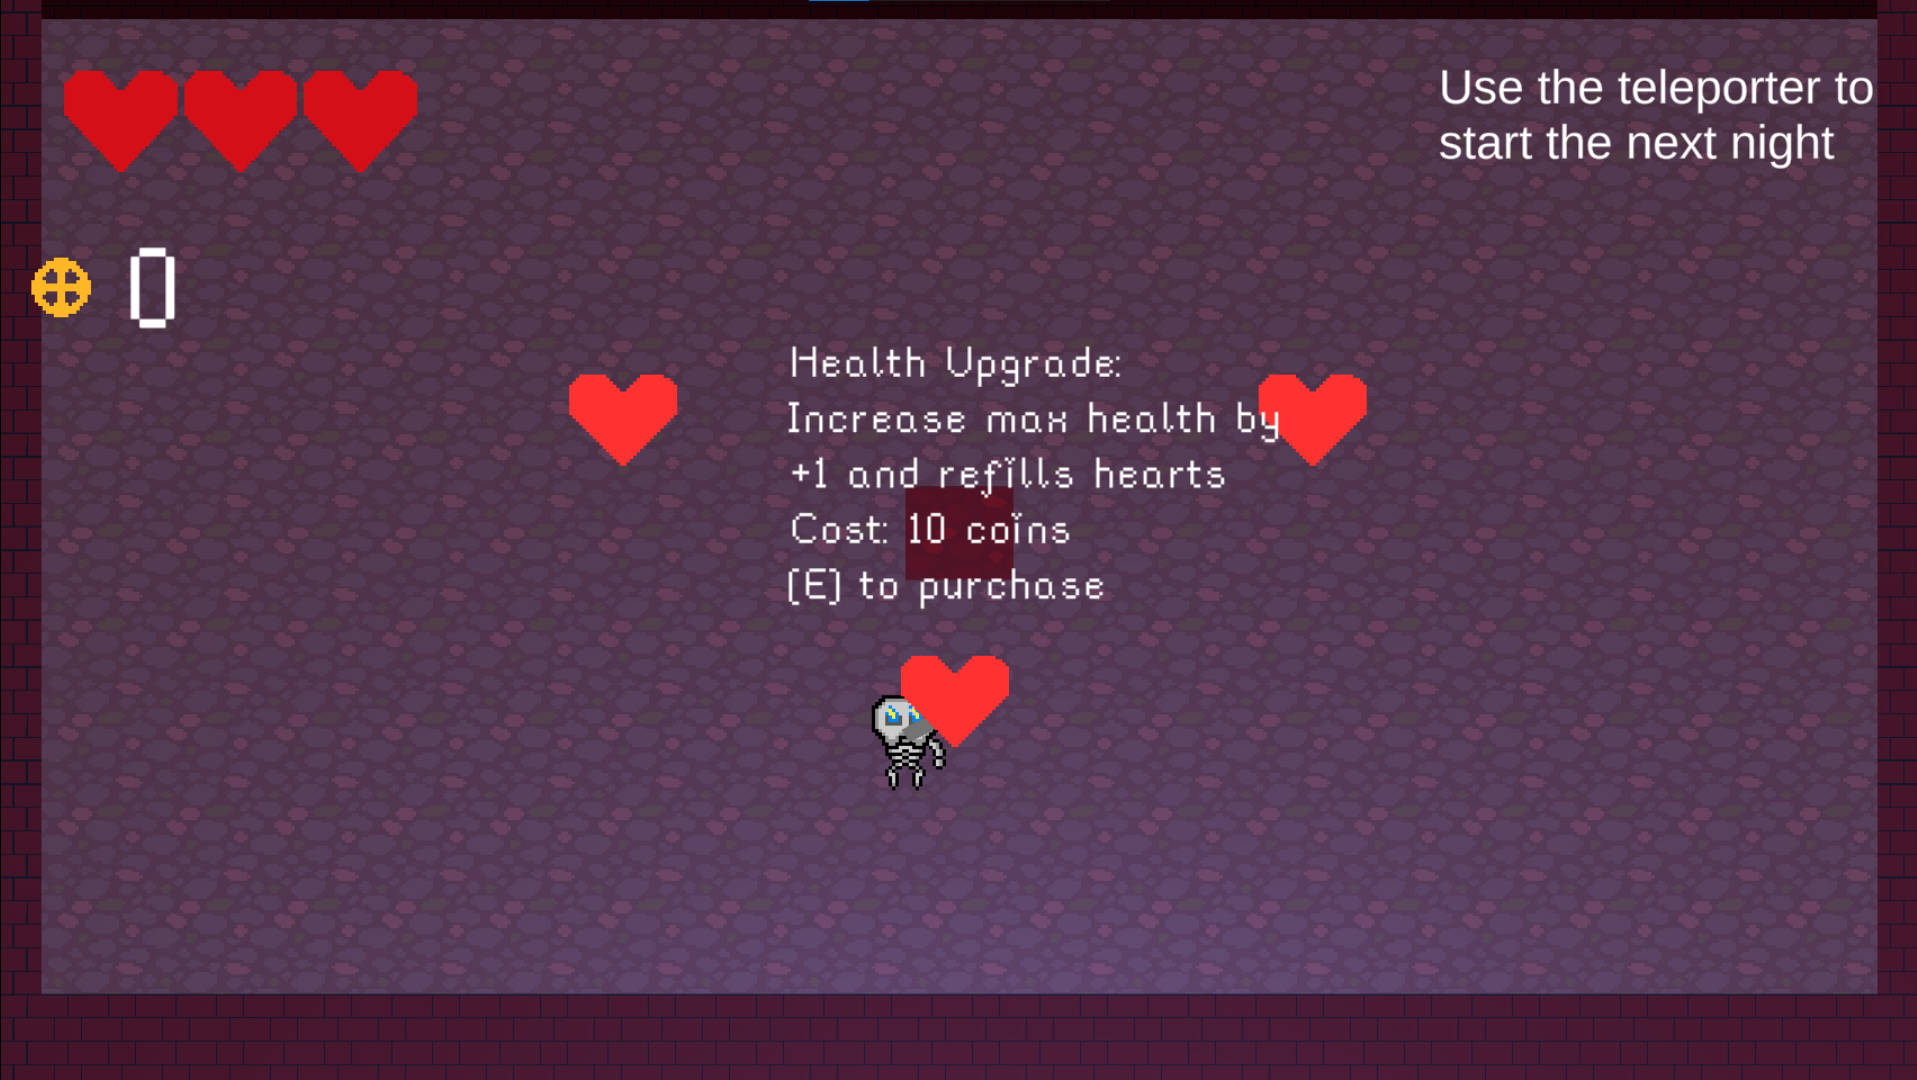 Use the teleporter to
start the next night
0
Health Upgrade:
Increase max health by
+1 and refills hearts
Cost: 10 coins
[E] to purchase